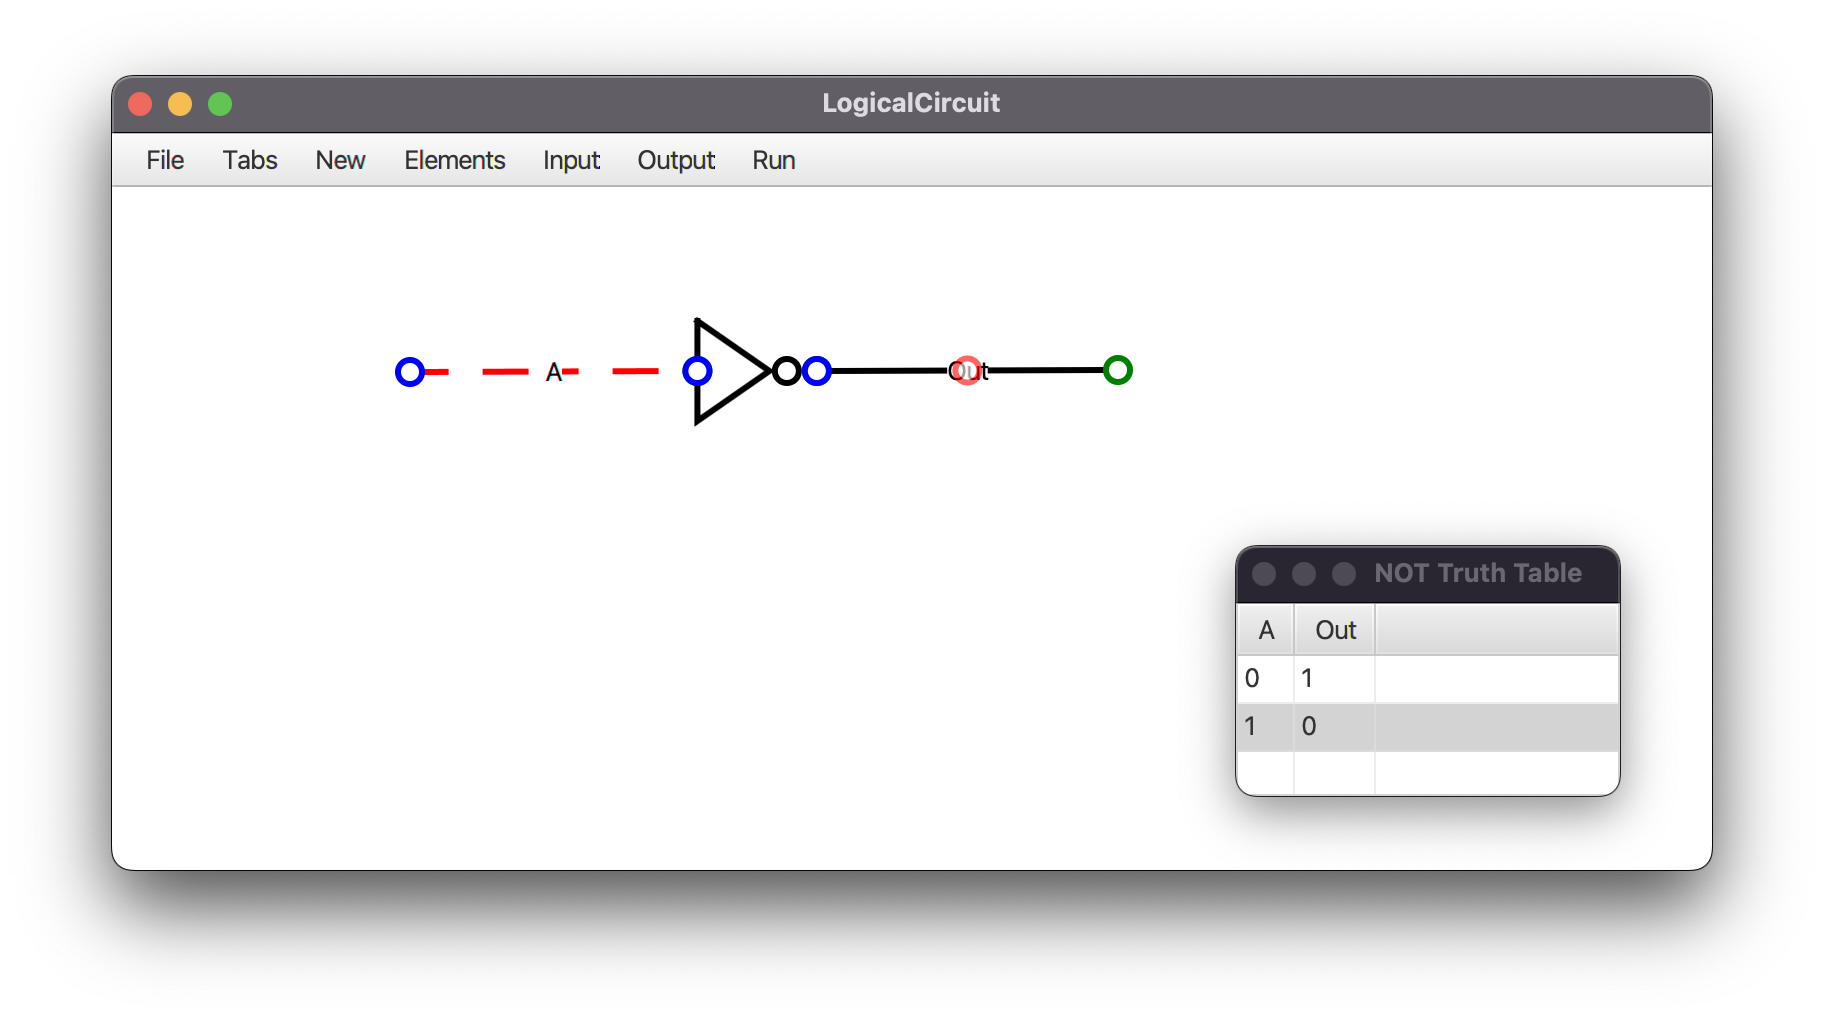 LogicalCircuit
File Tabs New Elements Input Output Run
A Out
NOT Truth Table
A Out
0 1
1 0